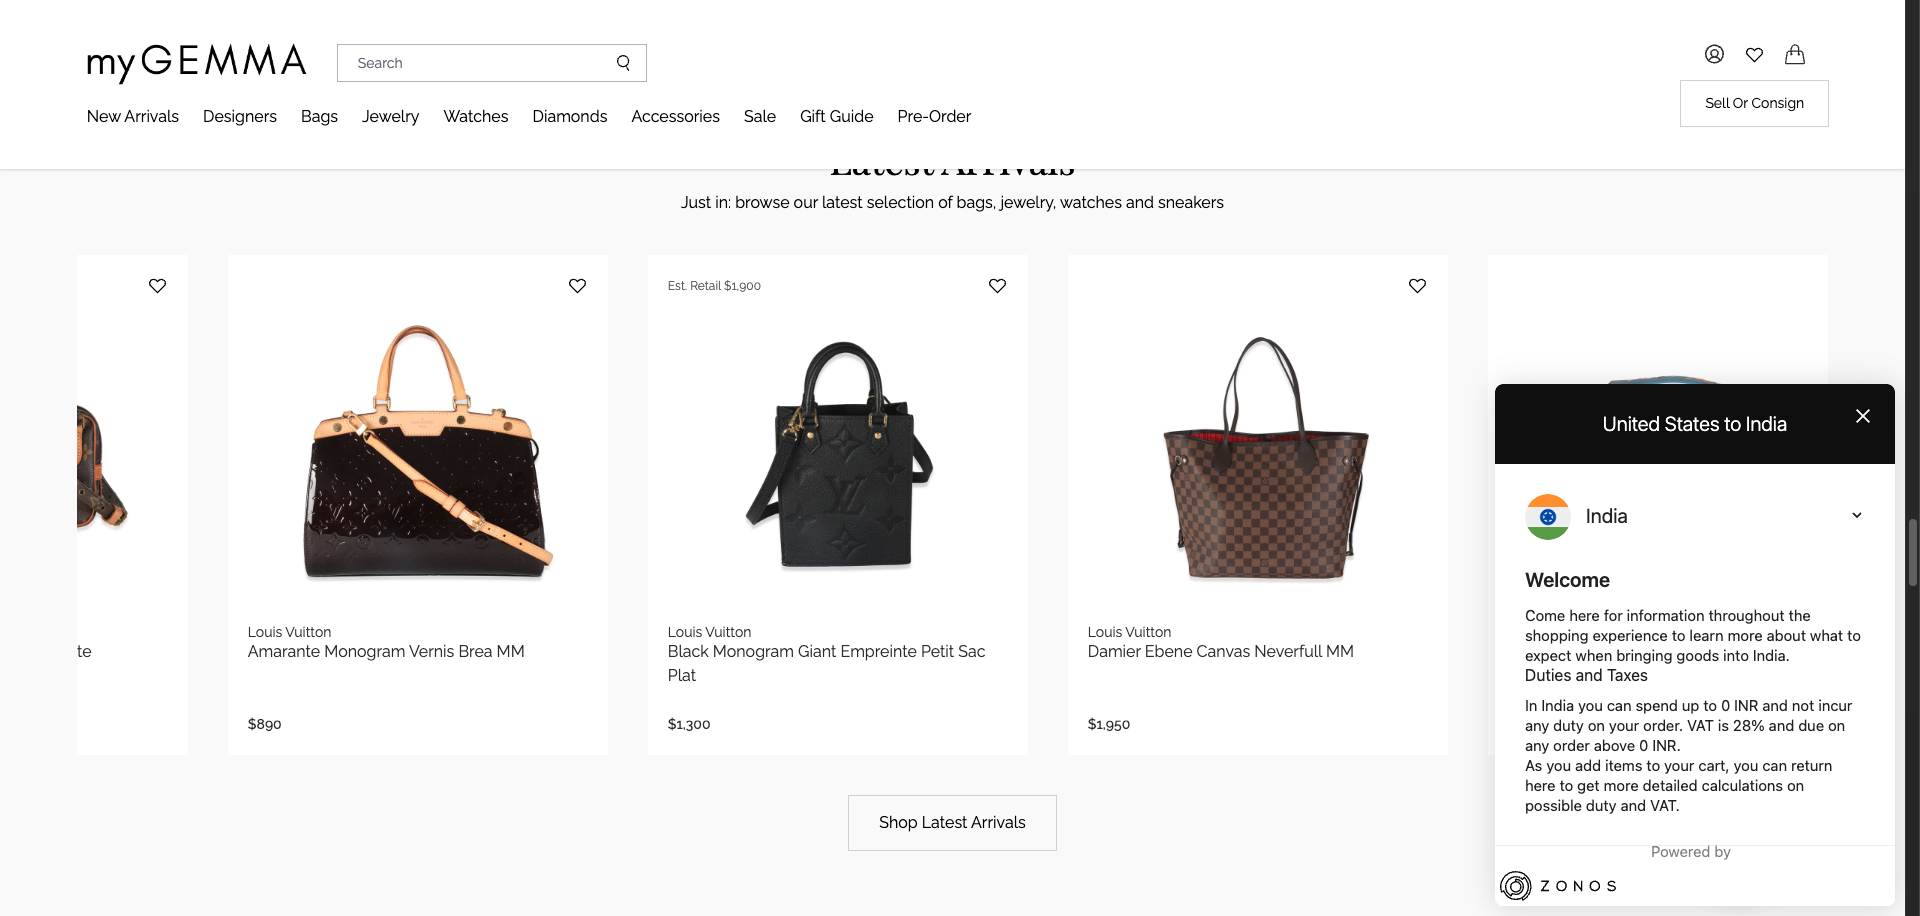 myGEMMA
Search
Sell Or Consign
New Arrivals Designers Bags Jewelry Watches Diamonds Accessories Sale Gift Guide Pre-Order
Latest Arrivals
Just in: browse our latest selection of bags, jewelry, watches and sneakers
te
Louis Vuitton
Amarante Monogram Vernis Brea MM
$890
Est. Retail $1,900
Louis Vuitton
Black Monogram Giant Empreinte Petit Sac
Plat
$1,300
Louis Vuitton
Damier Ebene Canvas Neverfull MM
$1,950
Shop Latest Arrivals
United States to India
India
Welcome
Come here for information throughout the
shopping experience to learn more about what to
expect when bringing goods into India.
Duties and Taxes
In India you can spend up to 0 INR and not incur
any duty on your order. VAT is 28% and due on
any order above 0 INR.
As you add items to your cart, you can return
here to get more detailed calculations on
possible duty and VAT.
Powered by
ZONOS